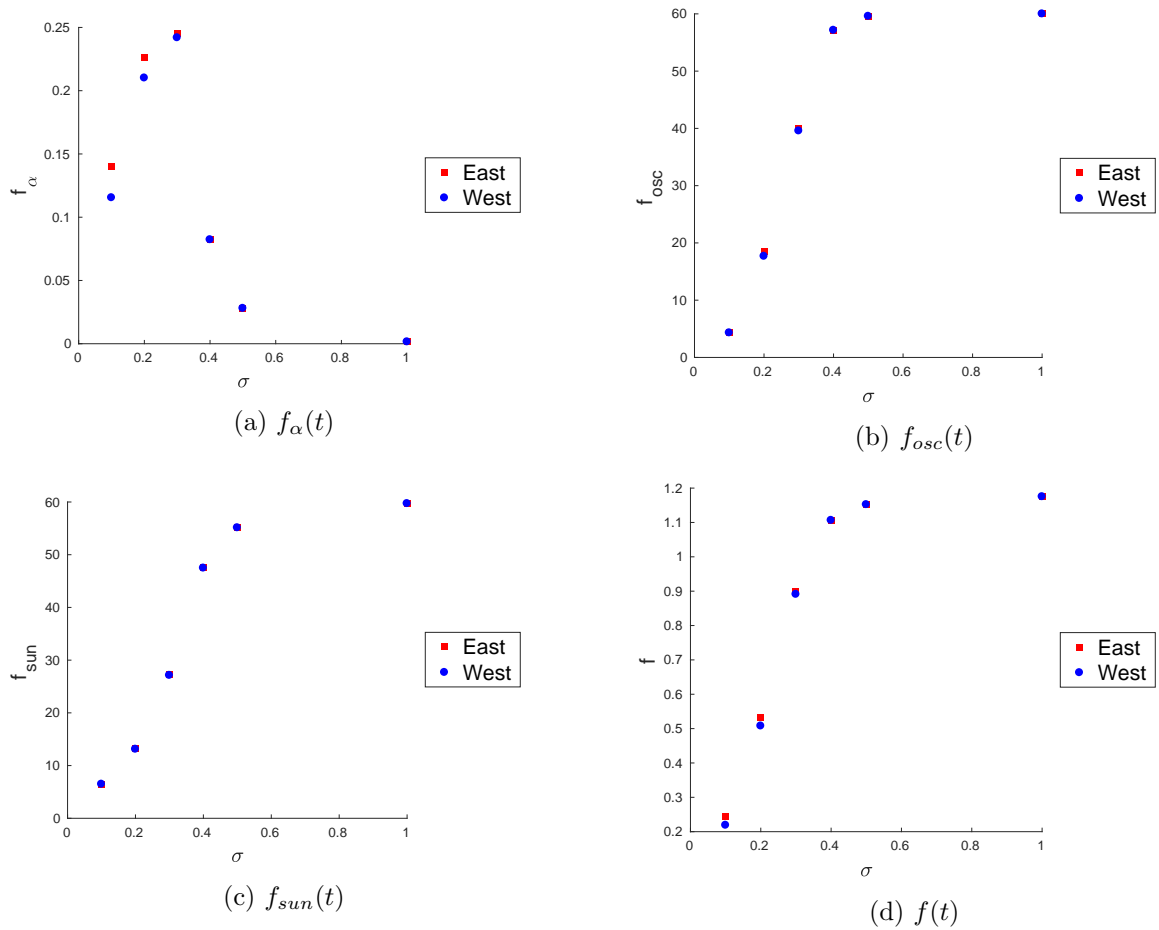 0.25
0.2
0.15
0.1
0.05
0
f_α
0 0.2 0.4 0.6 0.8 1
σ
East
West
(a) f_α(t)
60
50
40
30
20
10
0
f_osc
0 0.2 0.4 0.6 0.8 1
σ
East
West
(b) f_osc(t)
60
50
40
30
20
10
0
f_sun
0 0.2 0.4 0.6 0.8 1
σ
East
West
(c) f_sun(t)
1.2
1.1
1
0.9
0.8
0.7
0.6
0.5
0.4
0.3
0.2
f
0 0.2 0.4 0.6 0.8 1
σ
East
West
(d) f(t)